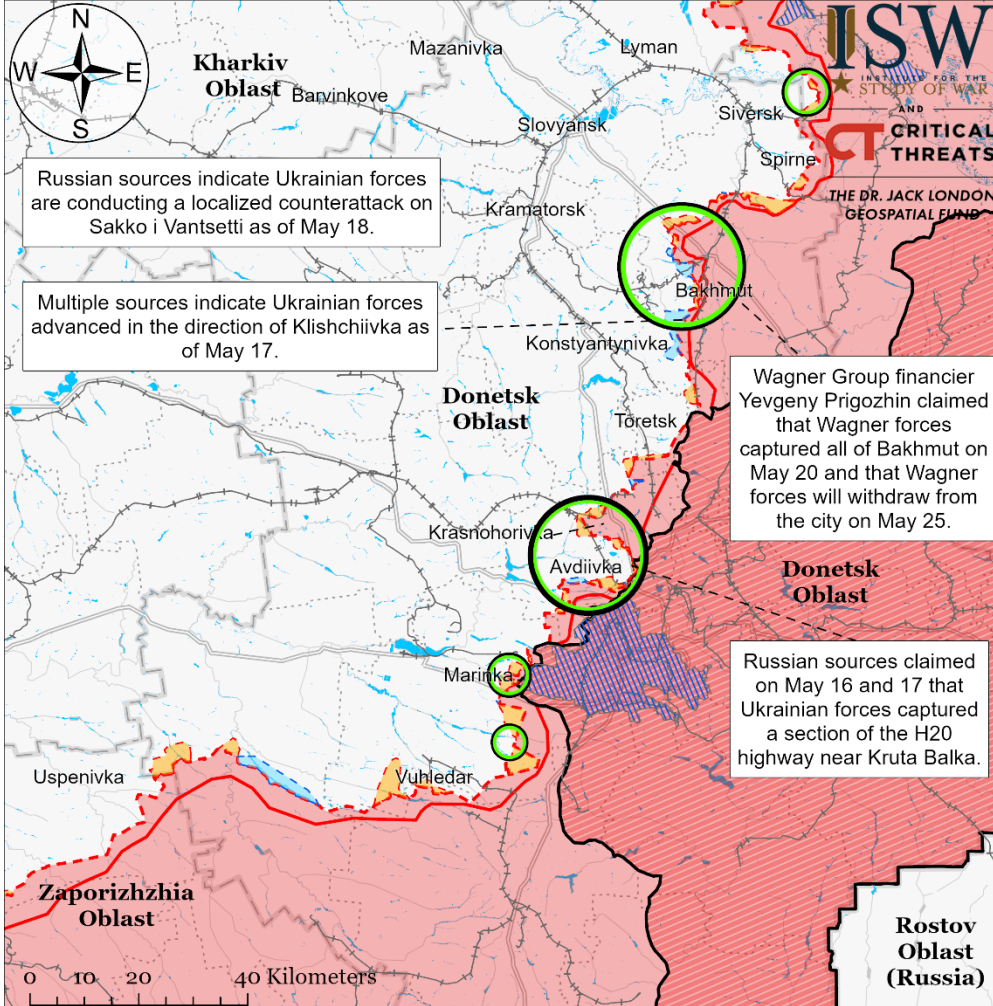 N
W
E
S
ISW
INSTITUTE FOR THE
STUDY OF WAR
AND
CT CRITICAL
THREATS
THE DR. JACK LONDON
GEOSPATIAL FUND
Kharkiv
Oblast
Mazanivka
Lyman
Barvinkove
Slovyansk
Siversk
Spirne
Russian sources indicate Ukrainian forces
are conducting a localized counterattack on
Sakko i Vantsetti as of May 18.
Kramatorsk
Multiple sources indicate Ukrainian forces
advanced in the direction of Klishchiivka as
of May 17.
Bakhmut
Konstyantynivka
Donetsk
Oblast
Toretsk
Wagner Group financier
Yevgeny Prigozhin claimed
that Wagner forces
captured all of Bakhmut on
May 20 and that Wagner
forces will withdraw from
the city on May 25.
Krasnohorivka
Avdiivka
Donetsk
Oblast
Marinka
Russian sources claimed
on May 16 and 17 that
Ukrainian forces captured
a section of the H20
highway near Kruta Balka.
Uspenivka
Vuhledar
Zaporizhzhia
Oblast
Rostov
Oblast
(Russia)
0 10 20 40 Kilometers